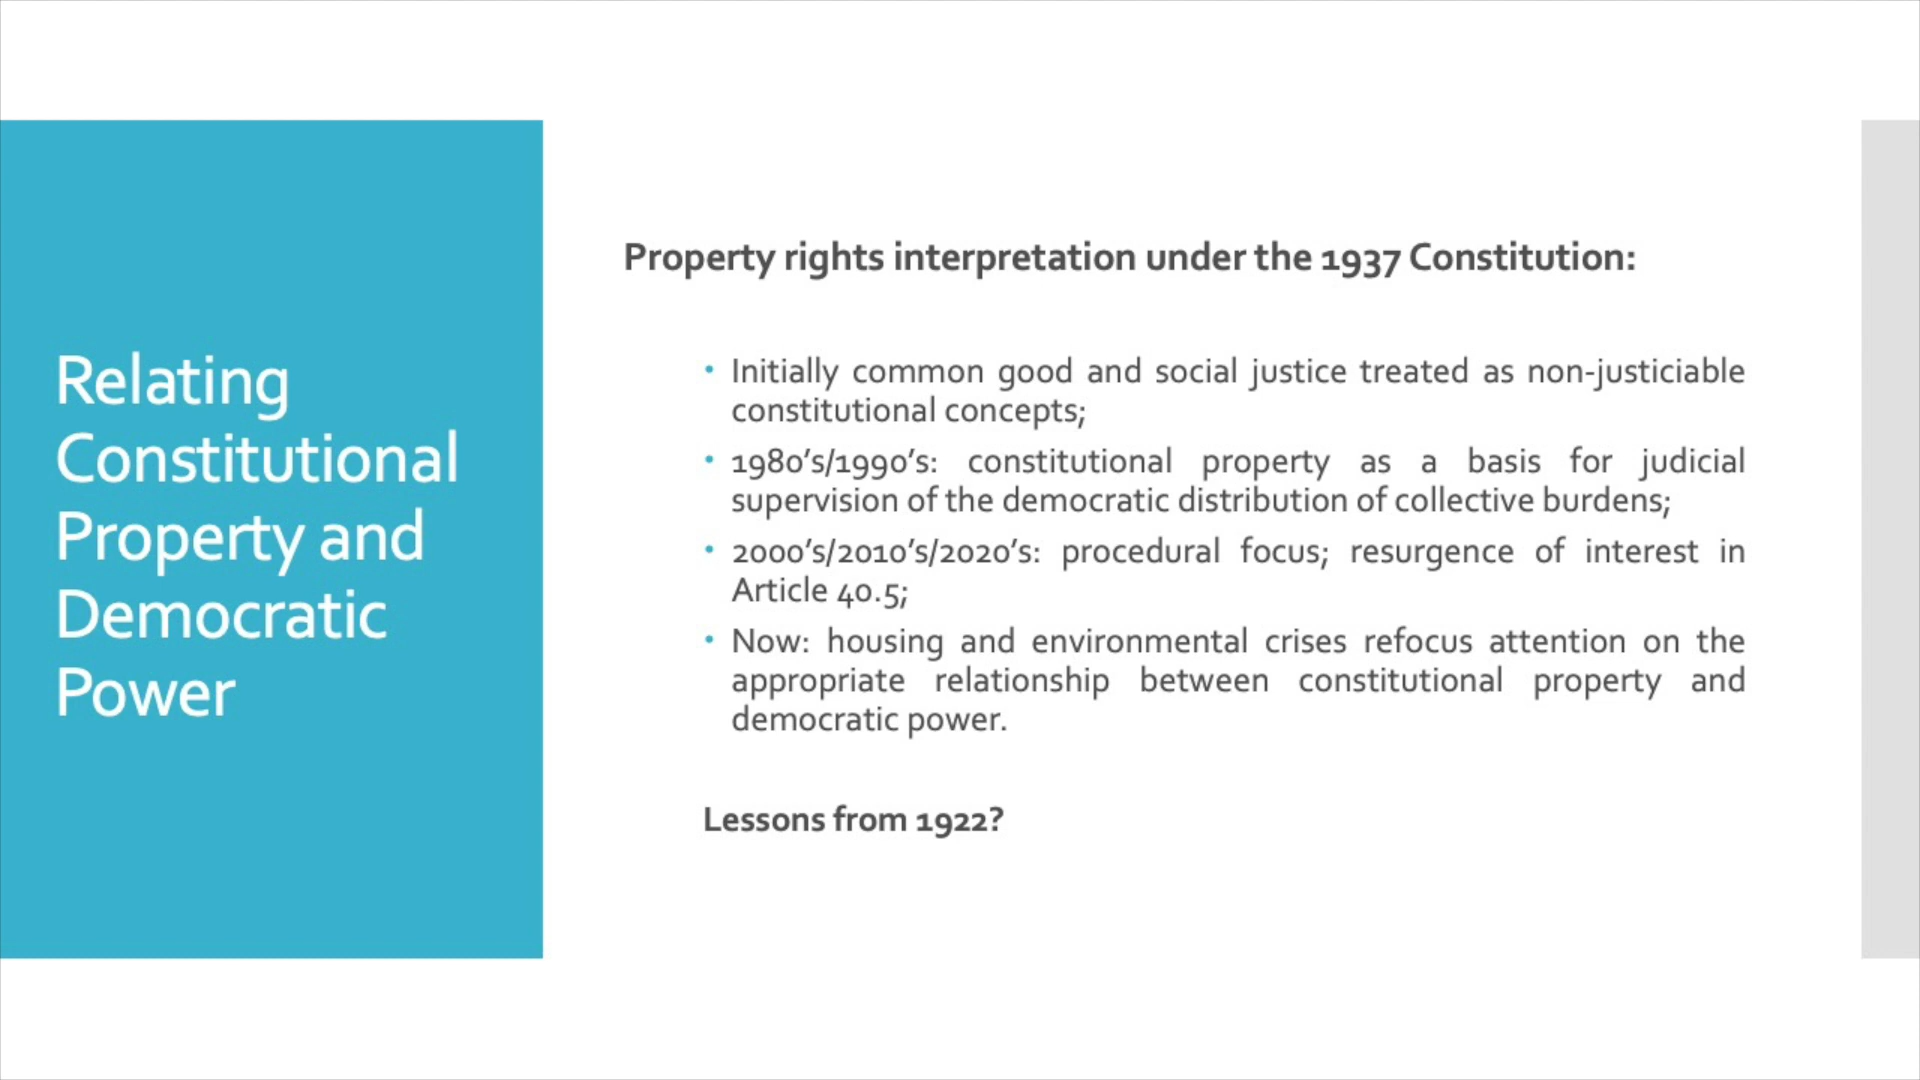 Relating
Constitutional
Property and
Democratic
Power
Property rights interpretation under the 1937 Constitution:
• Initially common good and social justice treated as non-justiciable
constitutional concepts;
• 1980's/1990's: constitutional property as a basis for judicial
supervision of the democratic distribution of collective burdens;
• 2000's/2010's/2020's: procedural focus; resurgence of interest in
Article 40.5;
• Now: housing and environmental crises refocus attention on the
appropriate relationship between constitutional property and
democratic power.
Lessons from 1922?